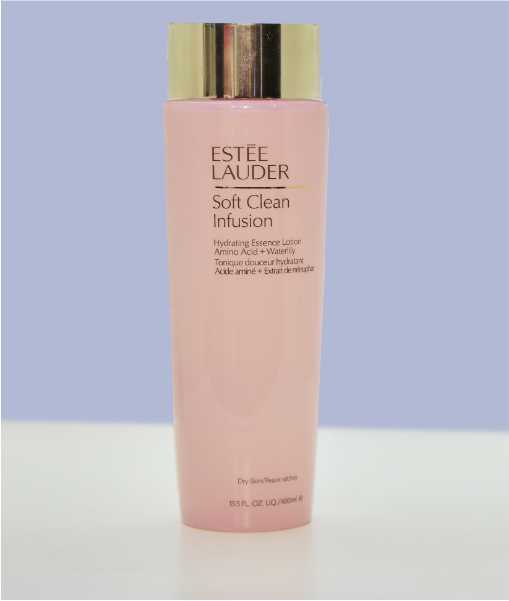 ESTĒE
LAUDER
Soft Clean
Infusion
Hydrating Essence Lotion
Amino Acid + Waterlily
Tonique douceur hydratant
Acide aminé + Extrait de nénuphar
Dry Skin/Peaux sèches
13.5 FL. OZ. LIQ./400ml e